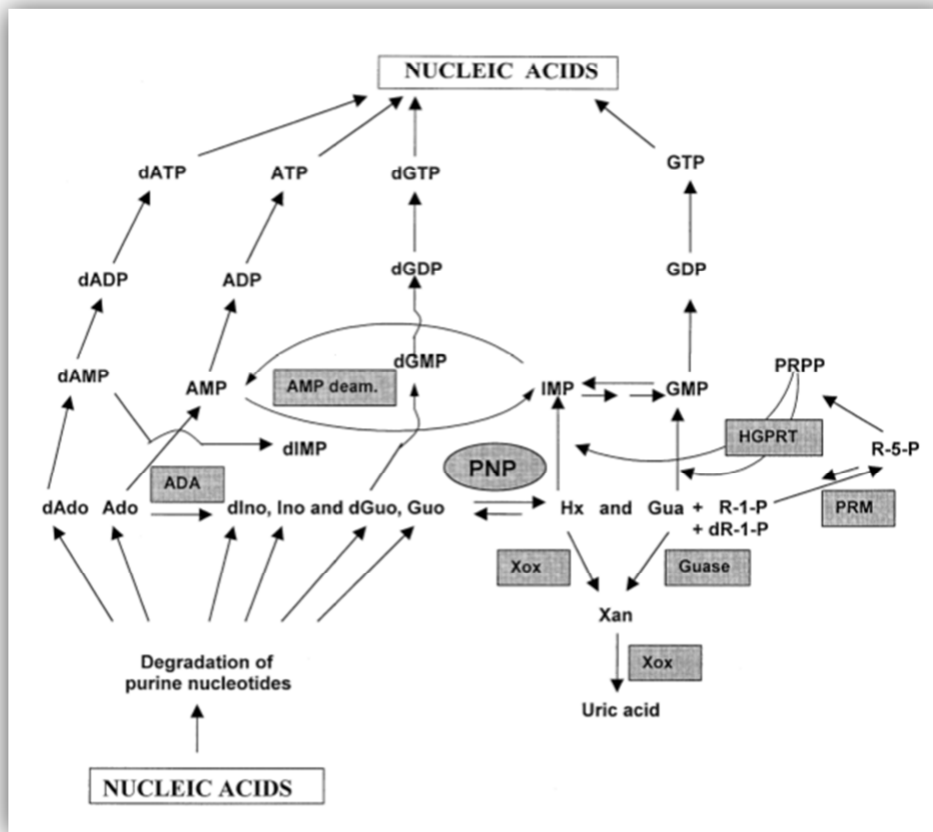 NUCLEIC ACIDS
dATP ATP dGTP GTP
dADP ADP dGDP GDP
dAMP AMP AMP deam. dGMP IMP GMP PRPP
dIMP HGPRT R-5-P
ADA PNP
dAdo Ado dIno, Ino and dGuo, Guo Hx and Gua + R-1-P PRM
+ dR-1-P
Xox Guase
Xan
Degradation of
purine nucleotides
Xox
Uric acid
NUCLEIC ACIDS